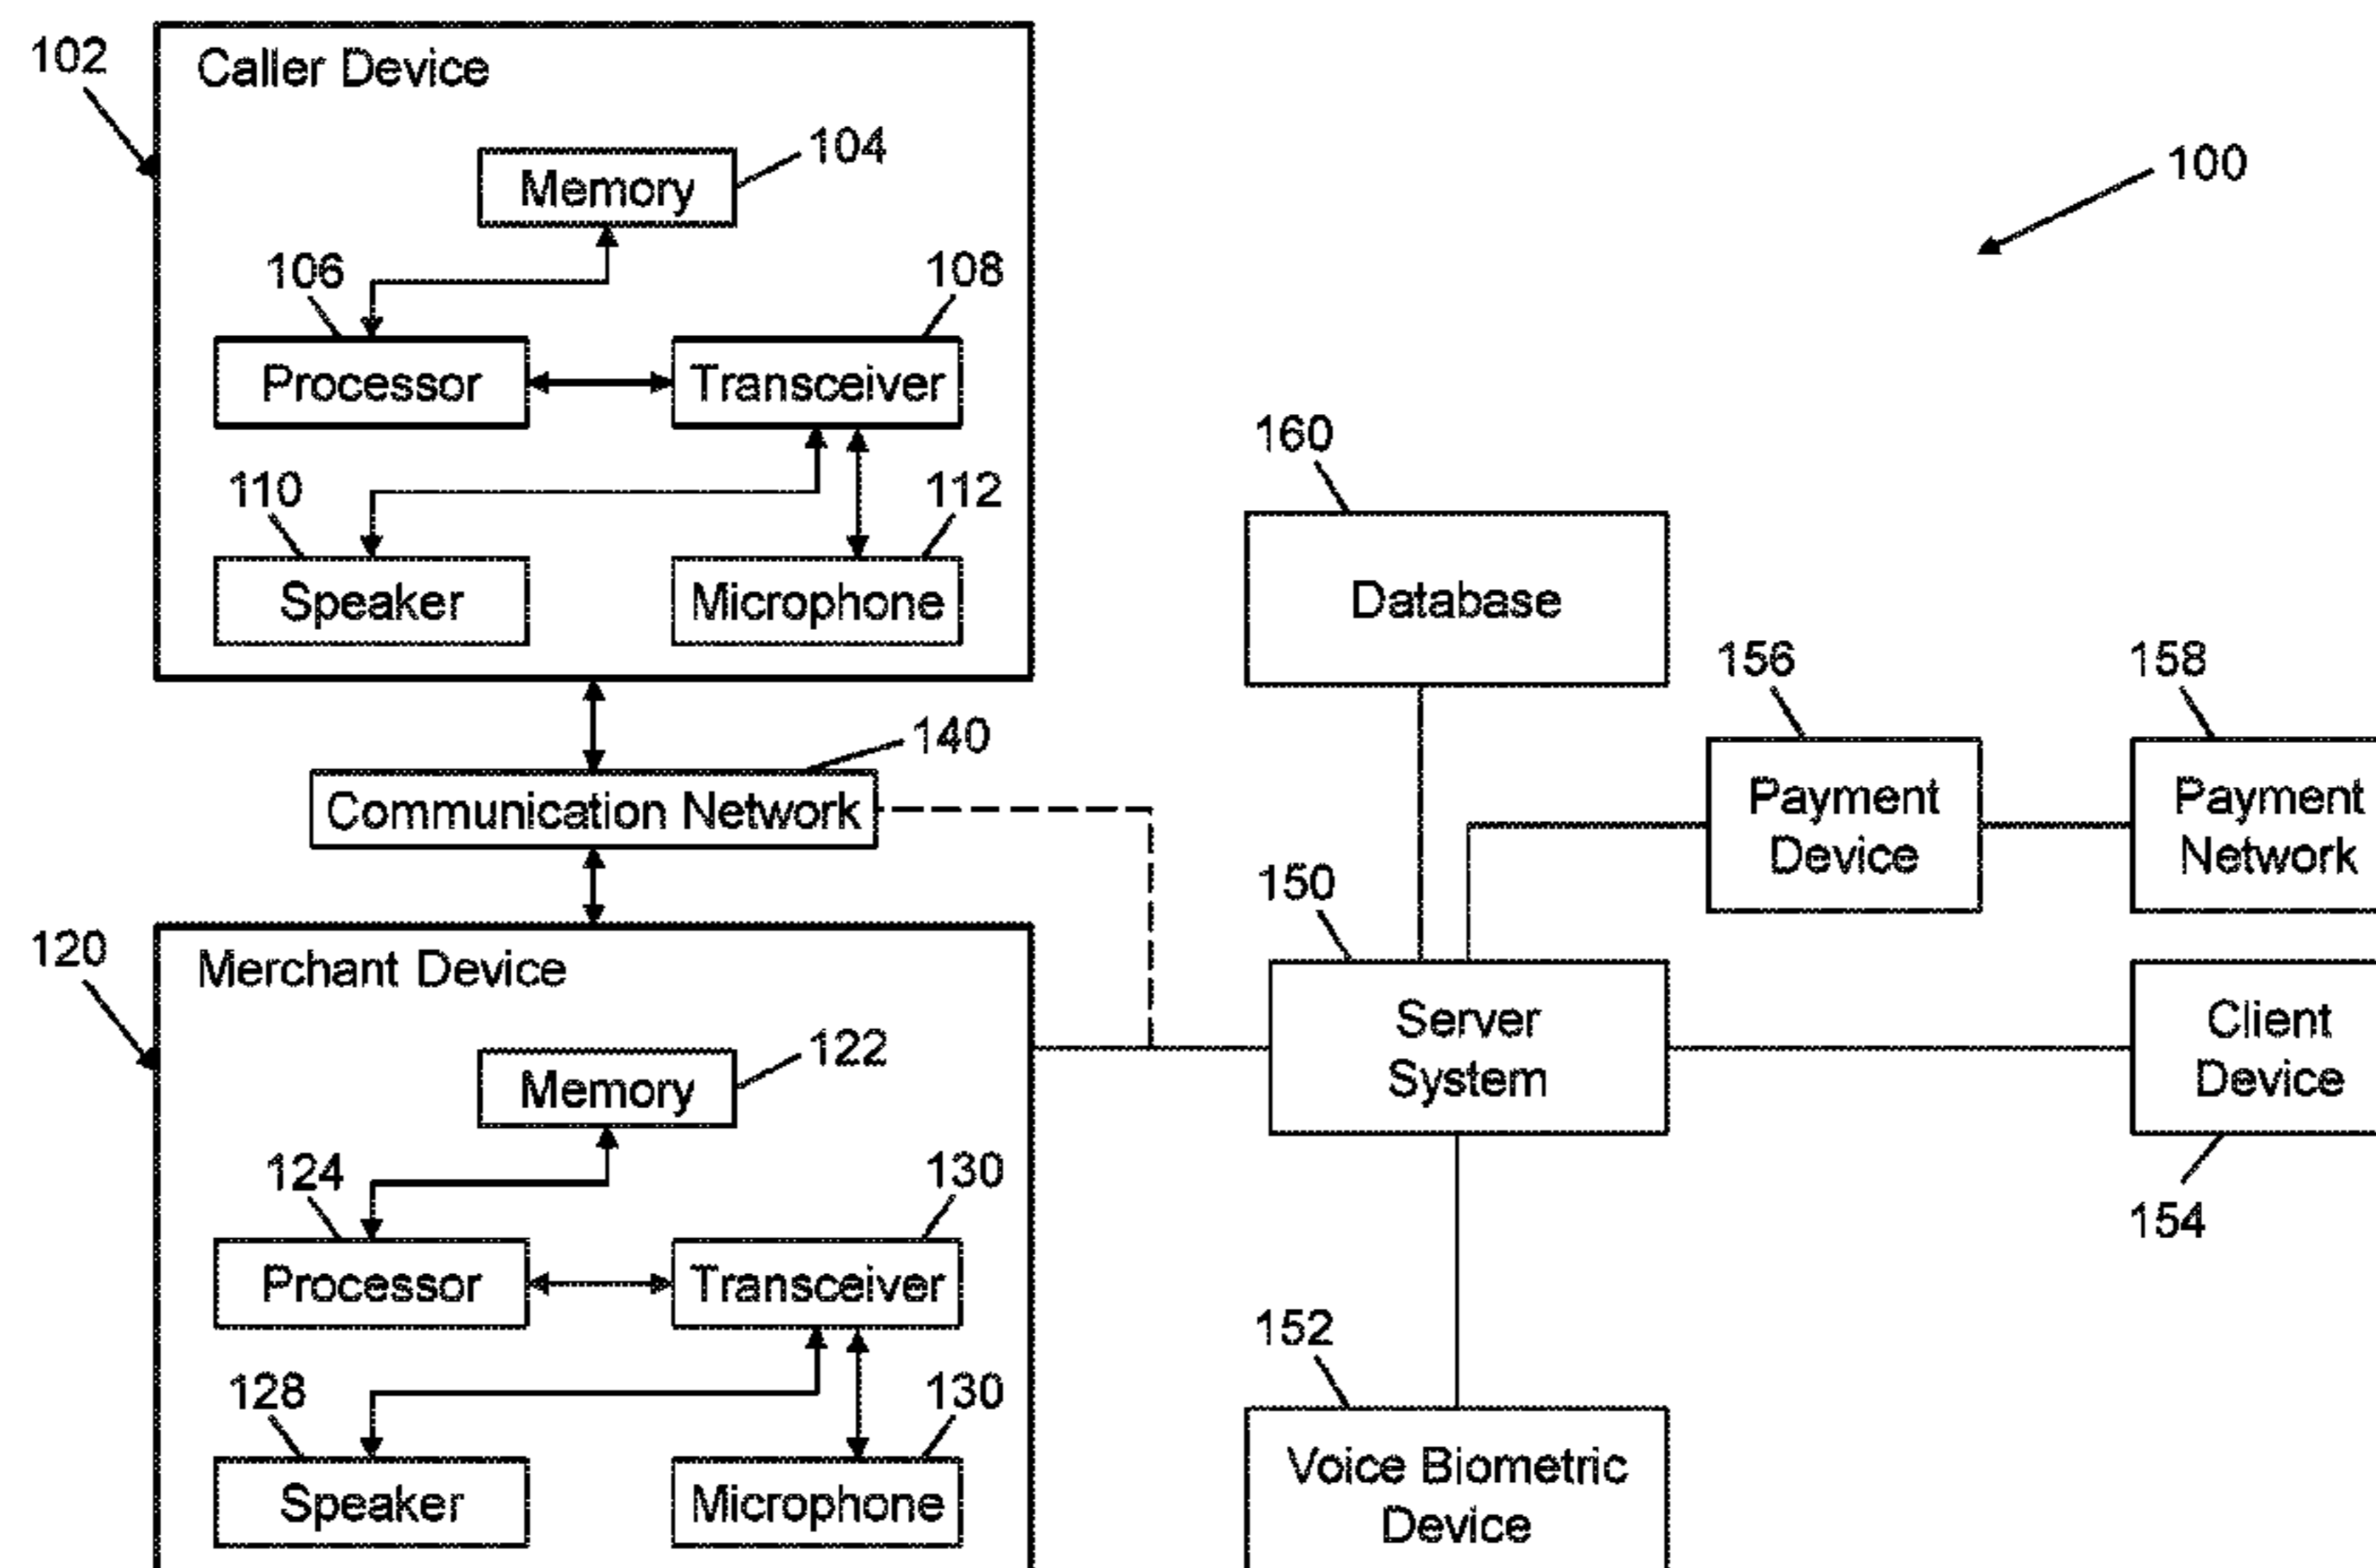 102
Caller Device
104
Memory
100
106
108
Processor
Transceiver
110
112
Speaker
Microphone
160
Database
156
158
Payment
Device
Payment
Network
140
Communication Network
150
Server
System
Client
Device
154
120
Merchant Device
122
Memory
124
130
Processor
Transceiver
128
130
Speaker
Microphone
152
Voice Biometric
Device